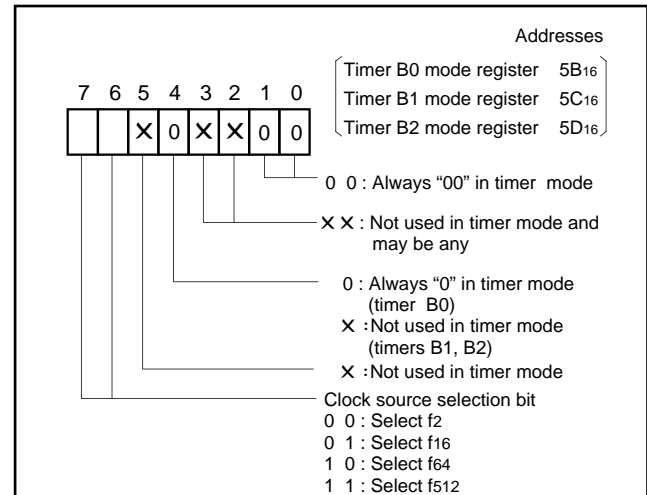 Addresses
Timer B0 mode register 5B16
Timer B1 mode register 5C16
Timer B2 mode register 5D16
7 6 5 4 3 2 1 0
× 0 × × 0 0
0 0 : Always “00” in timer mode
× × : Not used in timer mode and
may be any
0 : Always “0” in timer mode
(timer B0)
× : Not used in timer mode
(timers B1, B2)
× : Not used in timer mode
Clock source selection bit
0 0 : Select f2
0 1 : Select f16
1 0 : Select f64
1 1 : Select f512